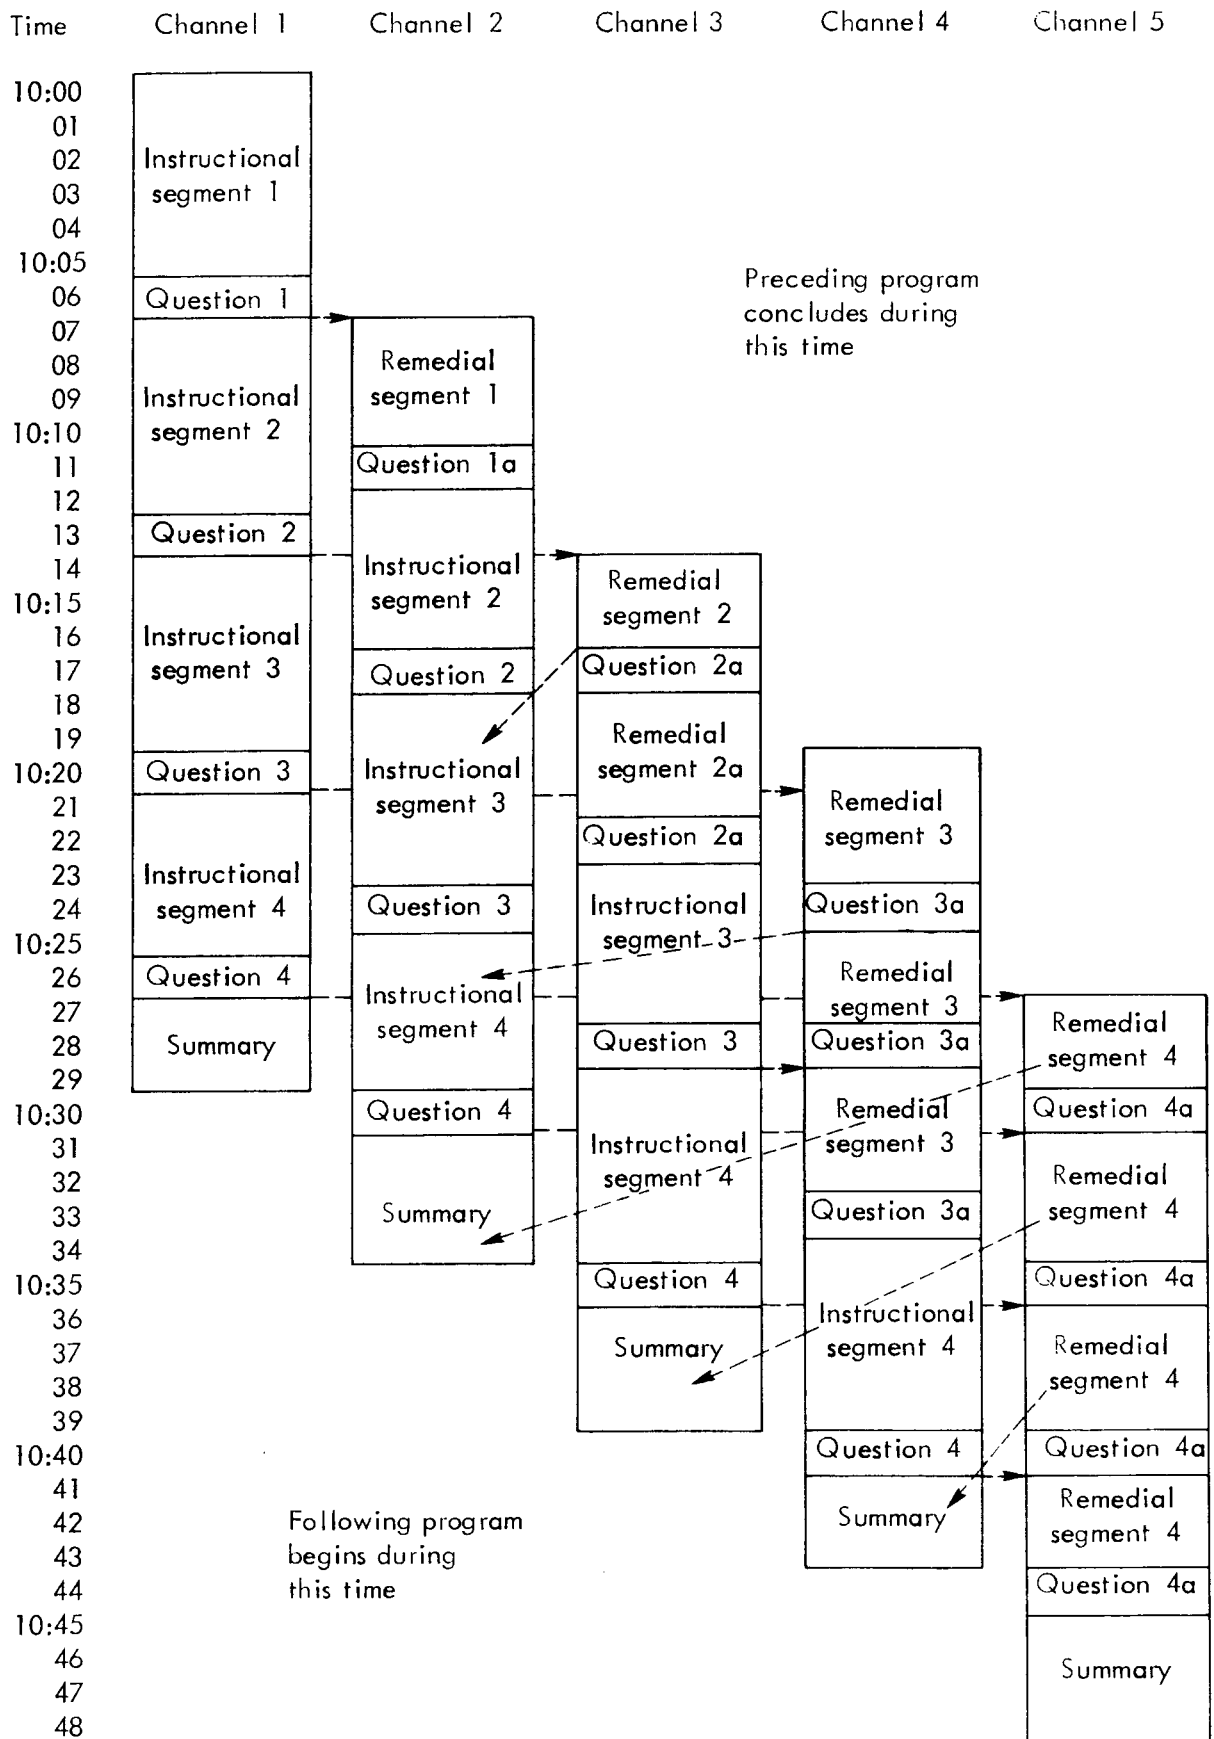 Time Channel 1 Channel 2 Channel 3 Channel 4 Channel 5
10:00
01
02
03
04
10:05
06
07
08
09
10:10
11
12
13
14
10:15
16
17
18
19
10:20
21
22
23
24
10:25
26
27
28
29
10:30
31
32
33
34
10:35
36
37
38
39
10:40
41
42
43
44
10:45
46
47
48
Instructional
segment 1
Question 1
Instructional
segment 2
Question 2
Instructional
segment 3
Question 3
Instructional
segment 4
Question 4
Summary
Remedial
segment 1
Question 1a
Instructional
segment 2
Question 2
Instructional
segment 3
Question 3
Instructional
segment 4
Question 4
Summary
Remedial
segment 2
Question 2a
Remedial
segment 2a
Question 2a
Instructional
segment 3
Question 3
Instructional
segment 4
Question 4
Summary
Preceding program
concludes during
this time
Remedial
segment 3
Question 3a
Remedial
segment 3
Question 3a
Remedial
segment 3
Question 3a
Instructional
segment 4
Question 4
Summary
Remedial
segment 4
Question 4a
Remedial
segment 4
Question 4a
Remedial
segment 4
Question 4a
Remedial
segment 4
Question 4a
Summary
Following program
begins during
this time